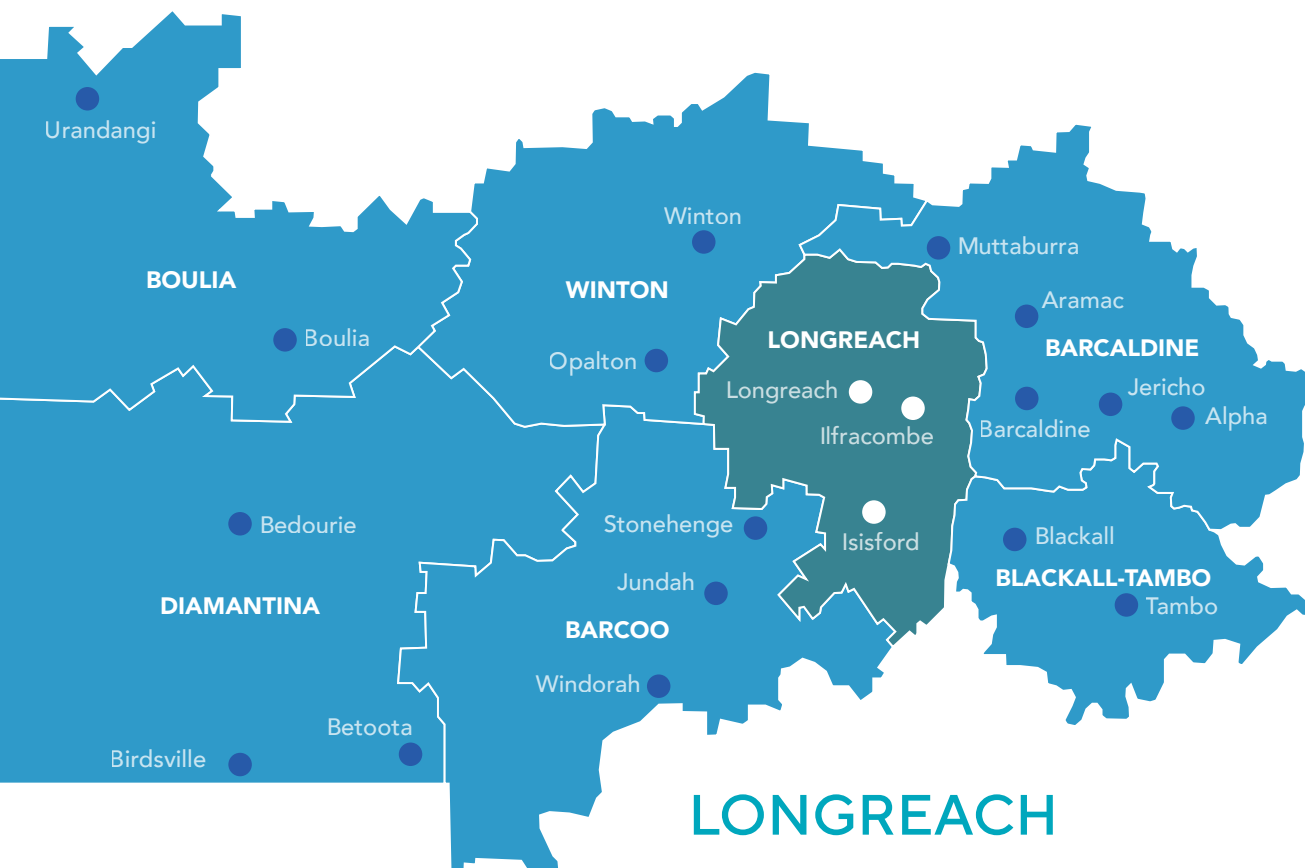 Urandangi
BOULIA
Boulia
Winton
WINTON
Opalton
Muttaburra
Aramac
BARCALDINE
Jericho
Alpha
Barcaldine
LONGREACH
Longreach
Ilfracombe
Isisford
Bedourie
DIAMANTINA
Betoota
Birdsville
Stonehenge
Jundah
BARCOO
Windorah
Blackall
BLACKALL-TAMBO
Tambo
LONGREACH